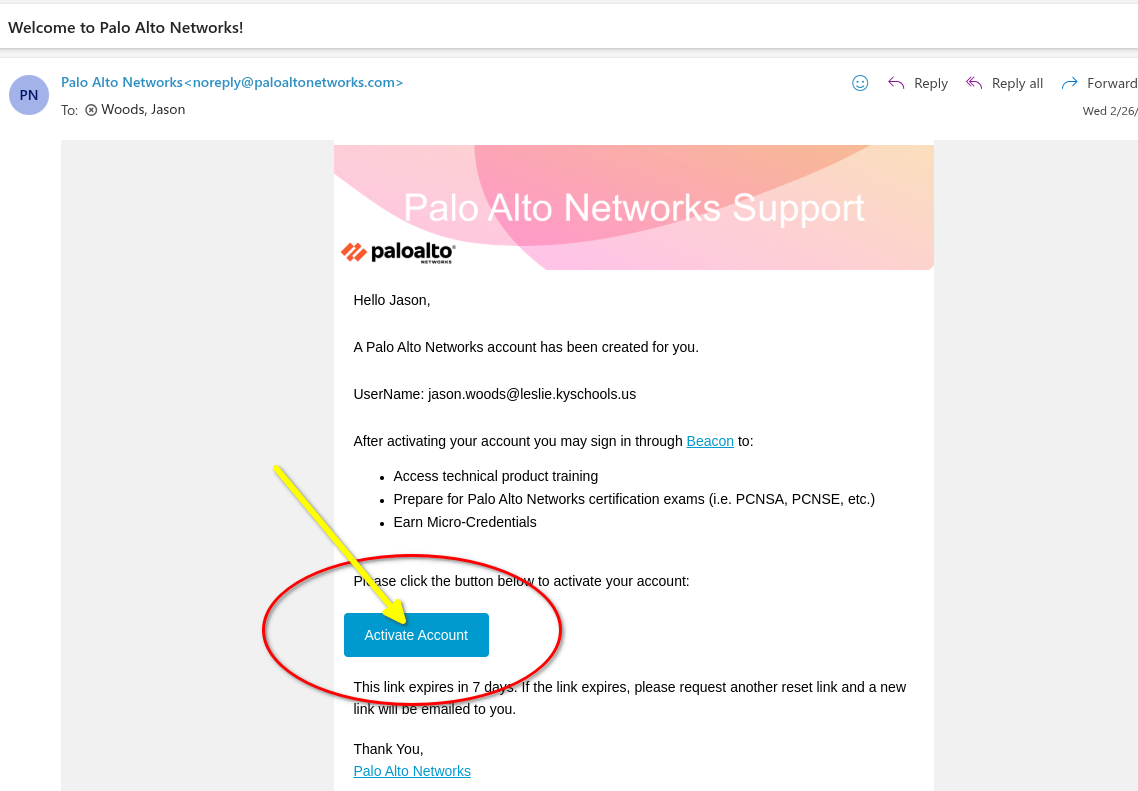 Welcome to Palo Alto Networks!
PN
Palo Alto Networks<noreply@paloaltonetworks.com>
Reply
Reply all
Forward
To: Woods, Jason
Wed 2/26/
Palo Alto Networks Support
paloalto
NETWORKS
Hello Jason,
A Palo Alto Networks account has been created for you.
UserName: jason.woods@leslie.kyschools.us
After activating your account you may sign in through Beacon to:
• Access technical product training
• Prepare for Palo Alto Networks certification exams (i.e. PCNSA, PCNSE, etc.)
• Earn Micro-Credentials
Please click the button below to activate your account:
Activate Account
This link expires in 7 days. If the link expires, please request another reset link and a new
link will be emailed to you.
Thank You,
Palo Alto Networks